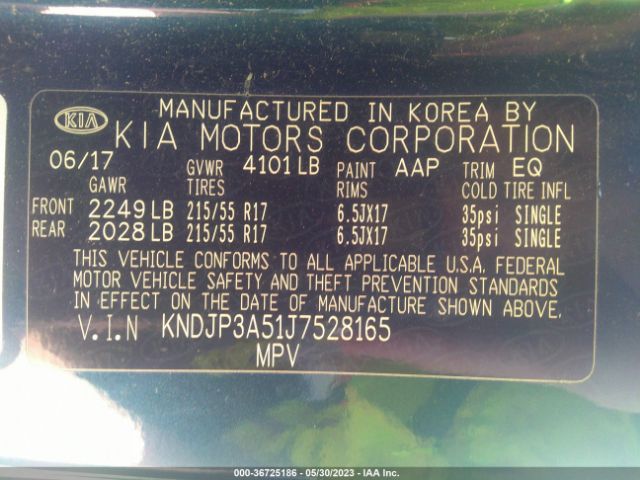 MANUFACTURED IN KOREA BY
KIA KIA MOTORS CORPORATION
06/17 GVWR 4101 LB PAINT AAP TRIM EQ
GAWR TIRES RIMS COLD TIRE INFL
FRONT 2249 LB 215/55 R17 6.5JX17 35psi SINGLE
REAR 2028 LB 215/55 R17 6.5JX17 35psi SINGLE
THIS VEHICLE CONFORMS TO ALL APPLICABLE U.S.A. FEDERAL
MOTOR VEHICLE SAFETY AND THEFT PREVENTION STANDARDS
IN EFFECT ON THE DATE OF MANUFACTURE SHOWN ABOVE.
V.I.N KNDJP3A51J7528165
MPV
000-36725186 - 05/30/2023 - IAA Inc.